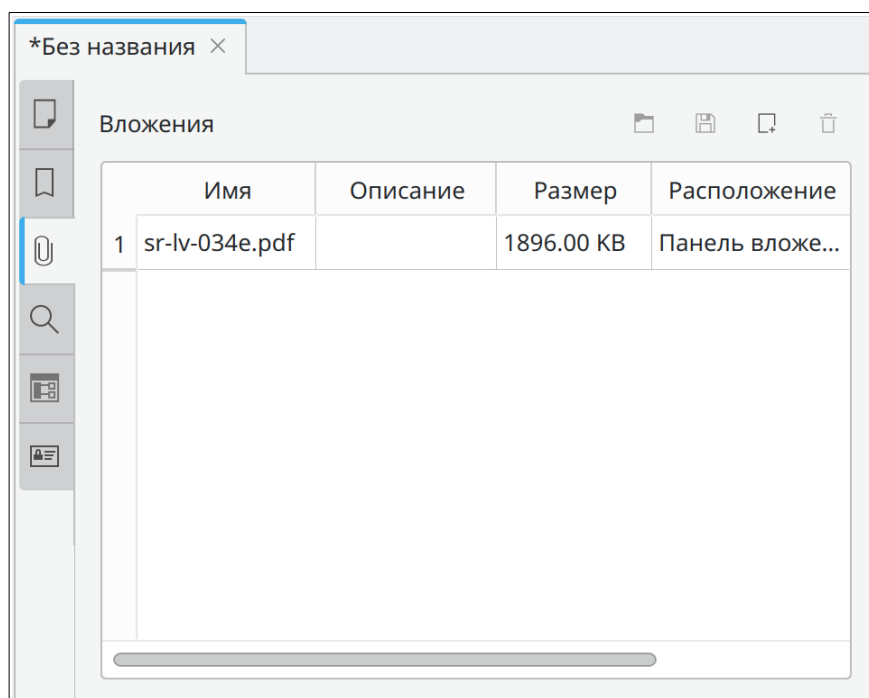 *Без названия
Вложения
Имя Описание Размер Расположение
1 sr-lv-034e.pdf 1896.00 KB Панель вложе...